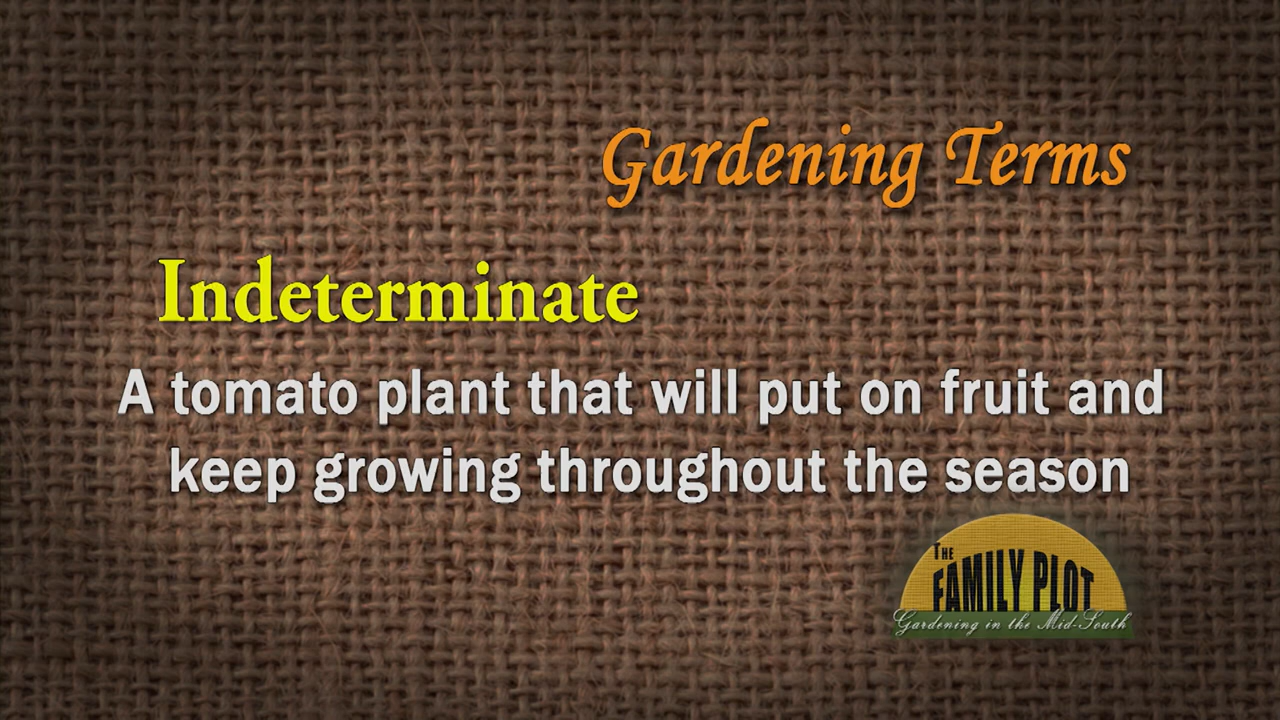 Gardening Terms
Indeterminate
A tomato plant that will put on fruit and
keep growing throughout the season
THE
FAMILY PLOT
Gardening in the Mid-South